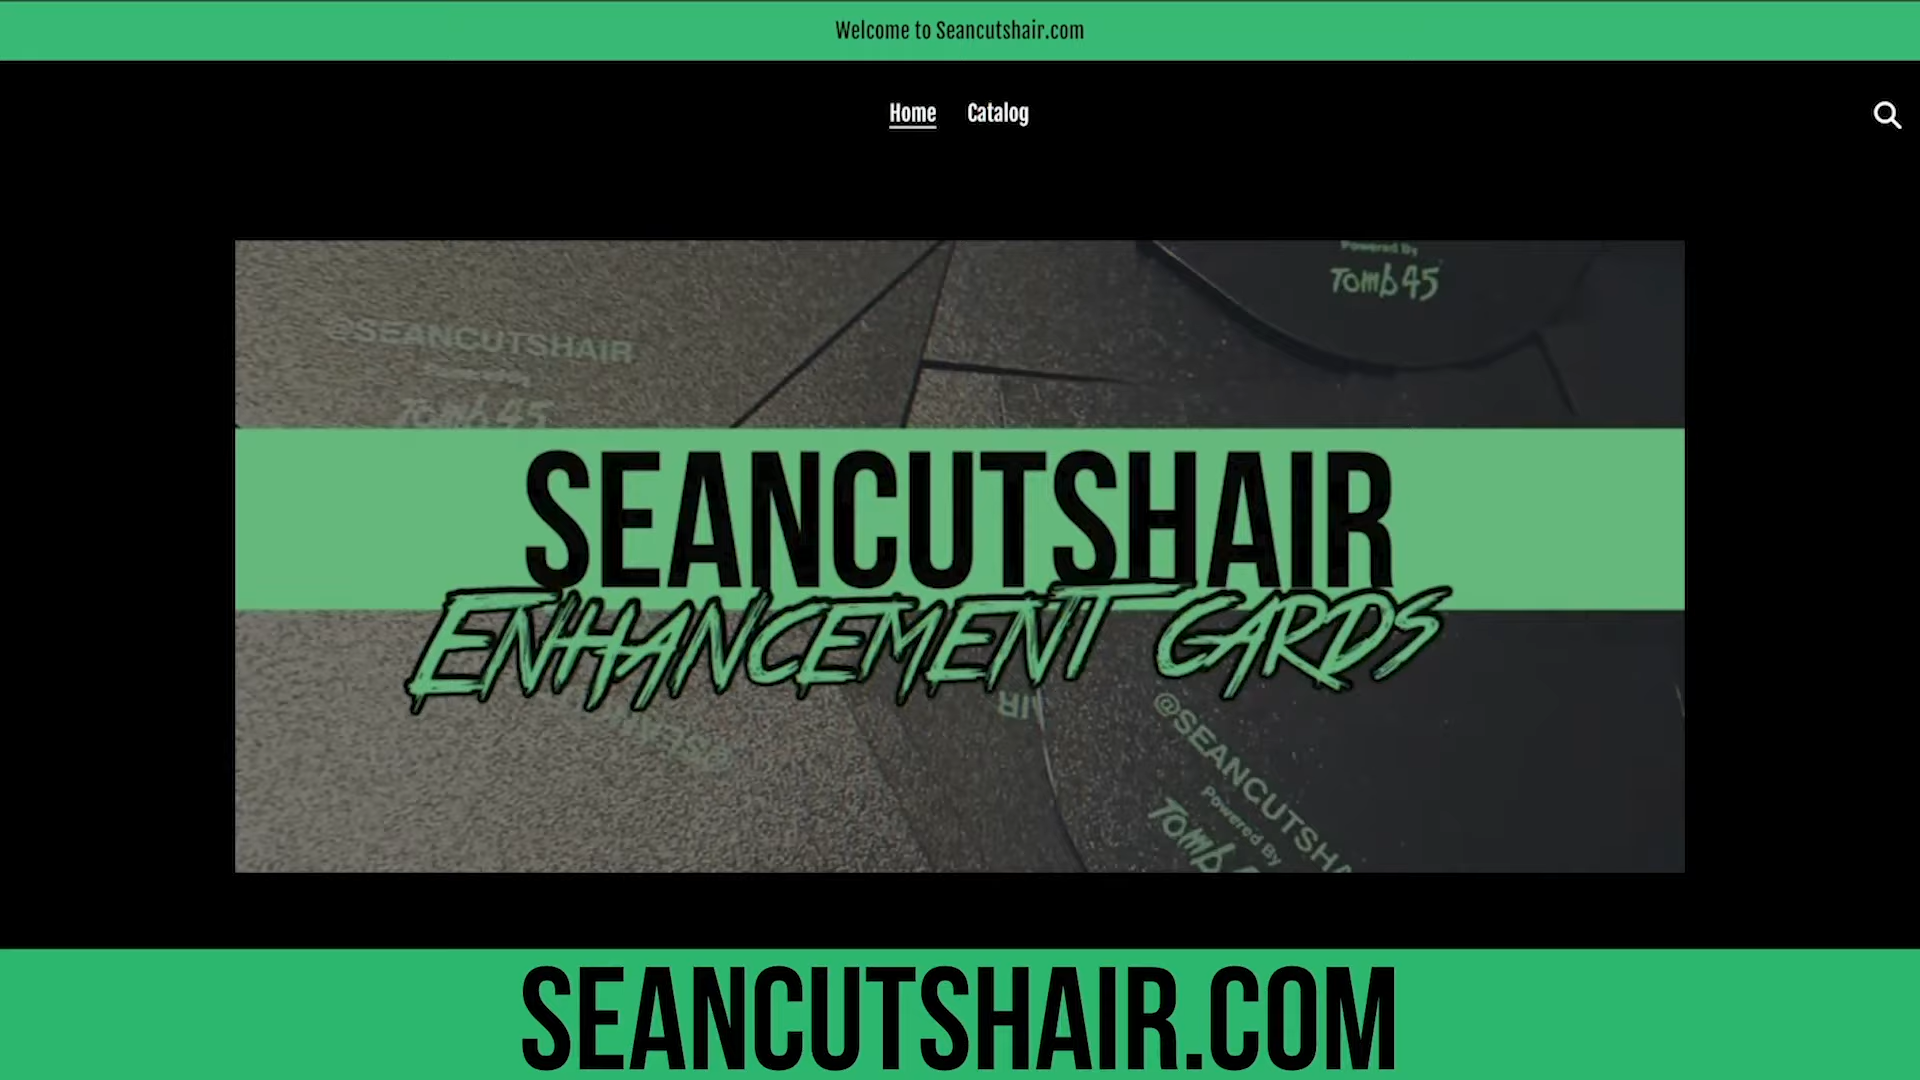 Welcome to Seancutshair.com
Home Catalog
Powered By
Tomb45
@SEANCUTSHAIR
Tomb45
SEANCUTSHAIR
ENHANCEMENT CARDS
@SEANCUTSHA
Powered By
Tomb
SEANCUTSHAIR.COM